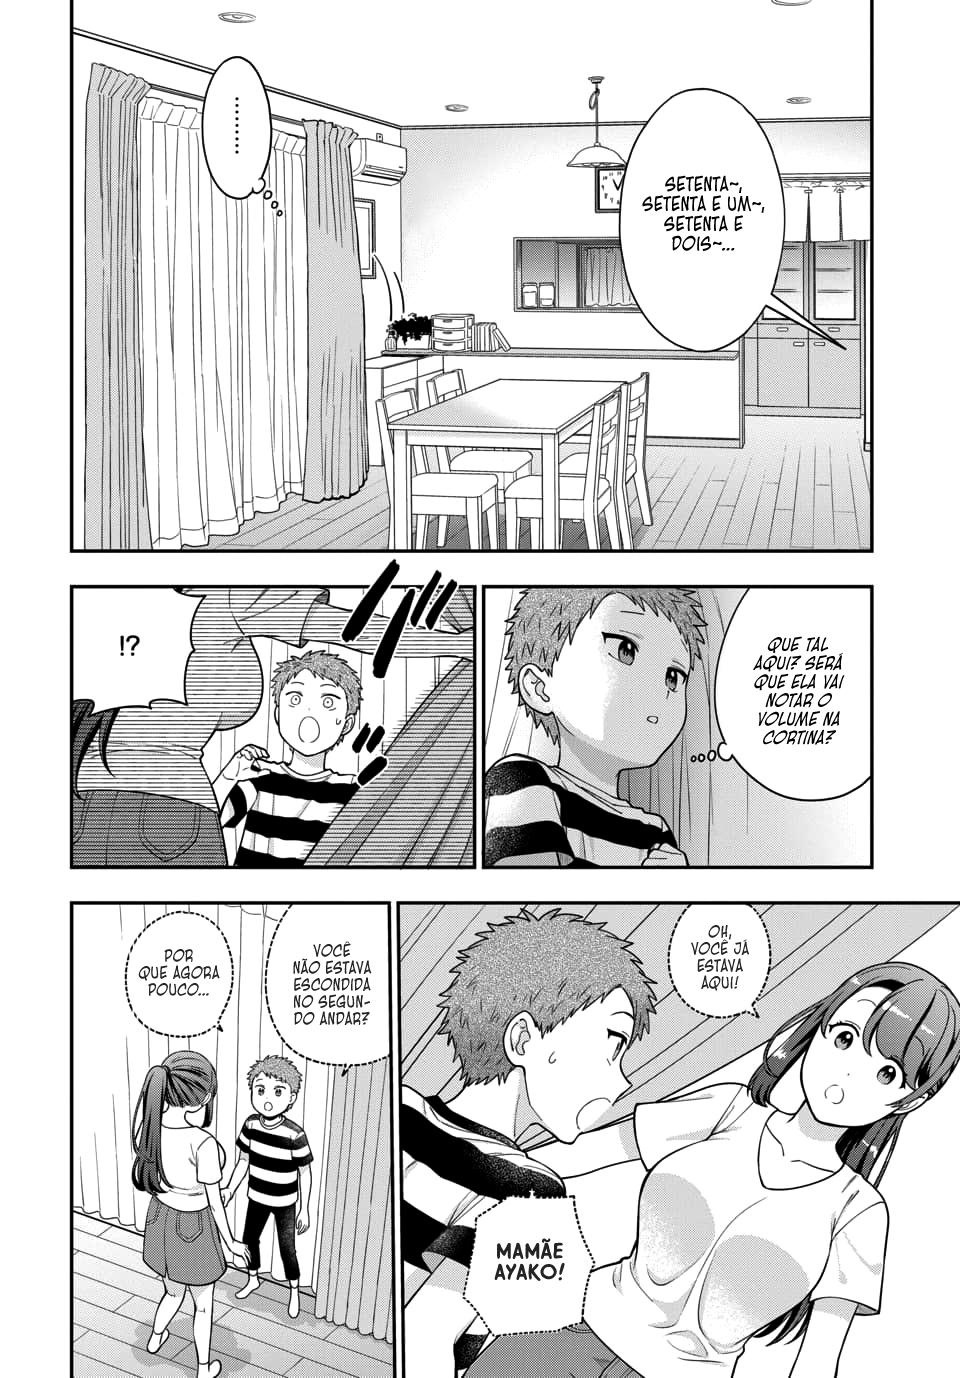 SETENTA~,
SETENTA E UM~,
SETENTA E
DOIS~...
.........
QUE TAL
AQUI? SERÁ
QUE ELA VAI
NOTAR O
VOLUME NA
CORTINA?
!?
OH,
VOCÊ JÁ
ESTAVA
AQUI!
MAMÃE
AYAKO!
VOCÊ
NÃO ESTAVA
ESCONDIDA
NO SEGUN-
DO ANDAR?
POR
QUE AGORA
POUCO...